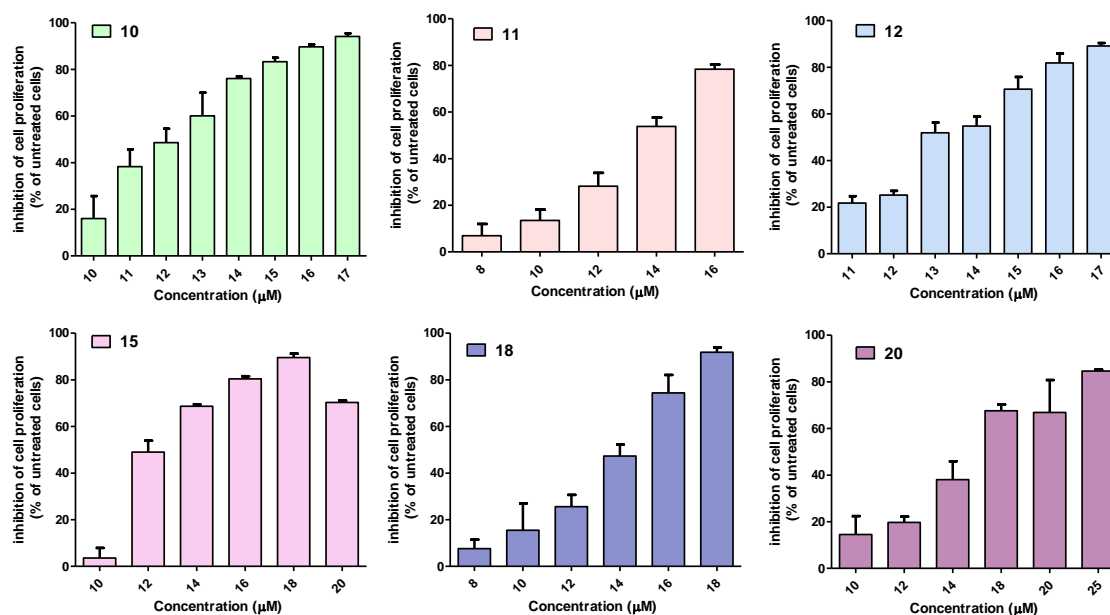 10
inhibition of cell proliferation
(% of untreated cells)
100
80
60
40
20
0
10 11 12 13 14 15 16 17
Concentration (µM)
11
inhibition of cell proliferation
(% of untreated cells)
100
80
60
40
20
0
8 10 12 14 16
Concentration (µM)
12
inhibition of cell proliferation
(% of untreated cells)
100
80
60
40
20
0
11 12 13 14 15 16 17
Concentration (µM)
15
inhibition of cell proliferation
(% of untreated cells)
100
80
60
40
20
0
10 12 14 16 18 20
Concentration (µM)
18
inhibition of cell proliferation
(% of untreated cells)
100
80
60
40
20
0
8 10 12 14 16 18
Concentration (µM)
20
inhibition of cell proliferation
(% of untreated cells)
100
80
60
40
20
0
10 12 14 18 20 25
Concentration (µM)